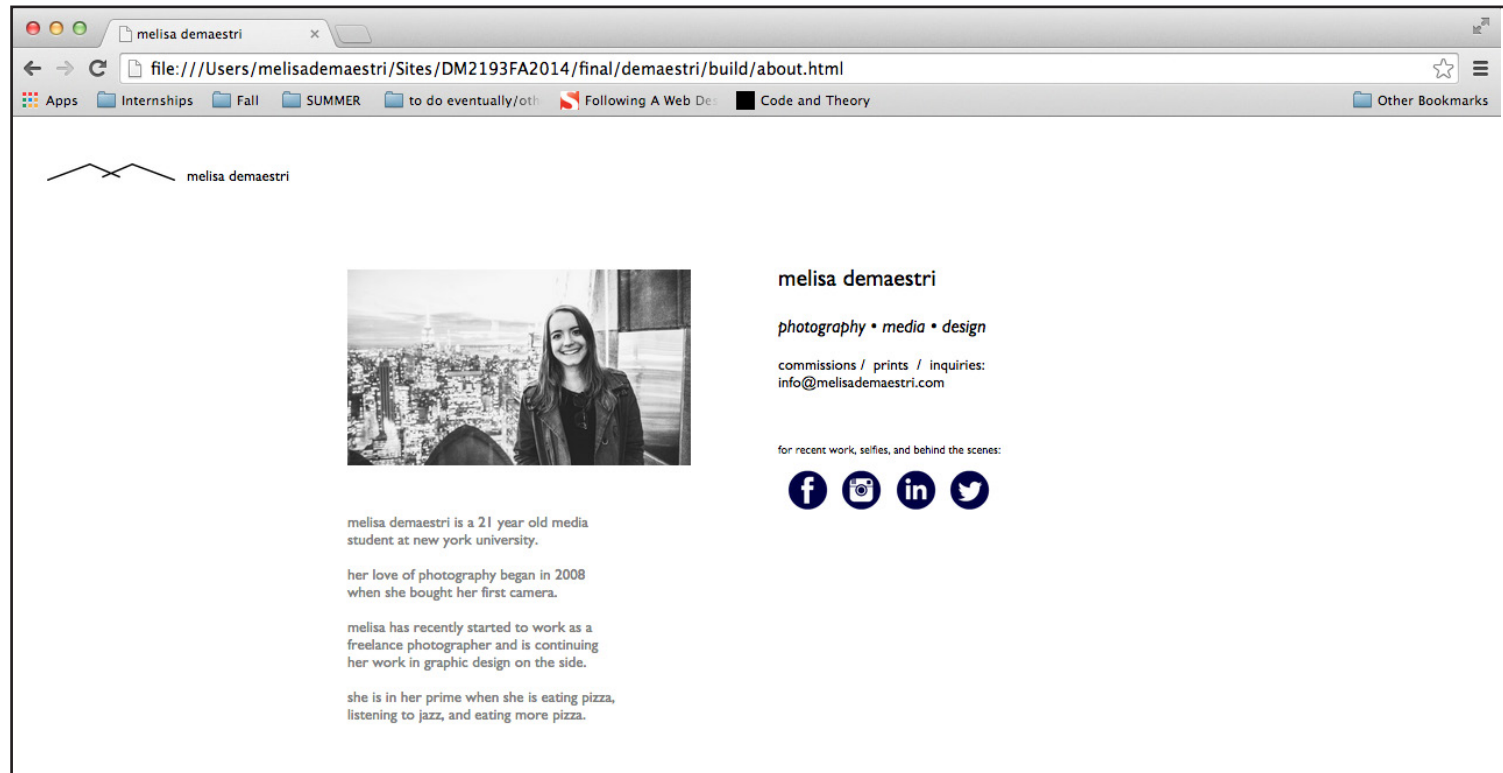 melisa demaestri
file:///Users/melisademaestri/Sites/DM2193FA2014/final/demaestri/build/about.html
Apps Internships Fall SUMMER to do eventually/oth Following A Web Des Code and Theory Other Bookmarks
melisa demaestri
melisa demaestri
photography • media • design
commissions / prints / inquiries:
info@melisademaestri.com
for recent work, selfies, and behind the scenes:
f in
melisa demaestri is a 21 year old media
student at new york university.
her love of photography began in 2008
when she bought her first camera.
melisa has recently started to work as a
freelance photographer and is continuing
her work in graphic design on the side.
she is in her prime when she is eating pizza,
listening to jazz, and eating more pizza.